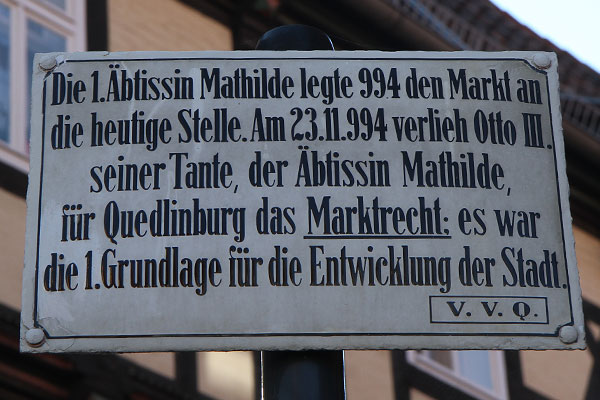 Die 1. Äbtissin Mathilde legte 994 den Markt an
die heutige Stelle. Am 23.11.994 verlieh Otto III.
seiner Tante, der Äbtissin Mathilde,
für Quedlinburg das Marktrecht; es war
die 1. Grundlage für die Entwicklung der Stadt.
V. V. Q.